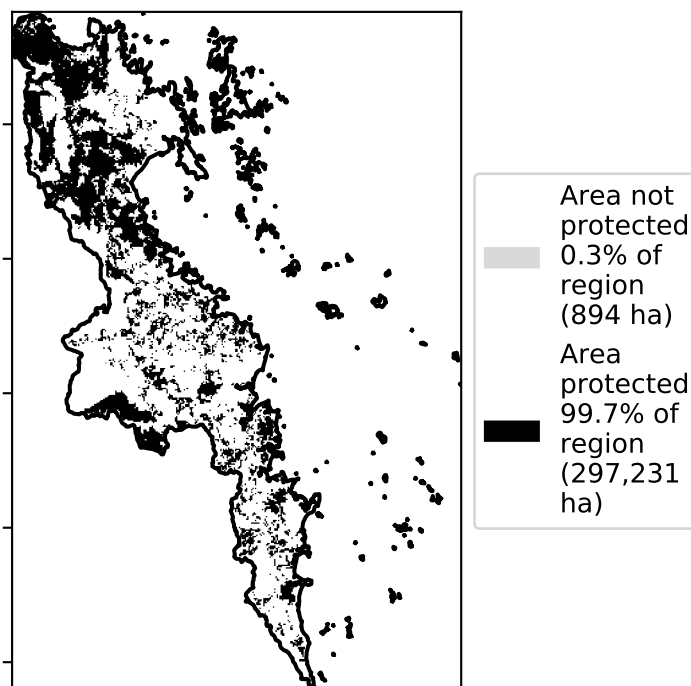 Area not
protected
0.3% of
region
(894 ha)
Area
protected
99.7% of
region
(297,231
ha)